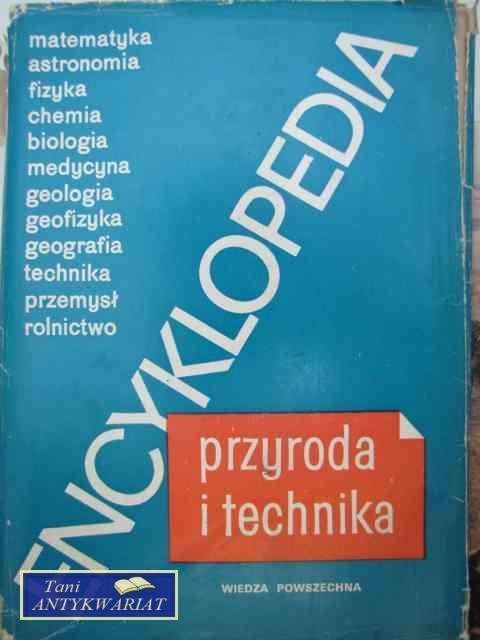 matematyka
astronomia
fizyka
chemia
biologia
medycyna
geologia
geofizyka
geografia
technika
przemysł
rolnictwo
ENCYKLOPEDIA
przyroda
i technika
WIEDZA POWSZECHNA
Tani
ANTYKWARIAT